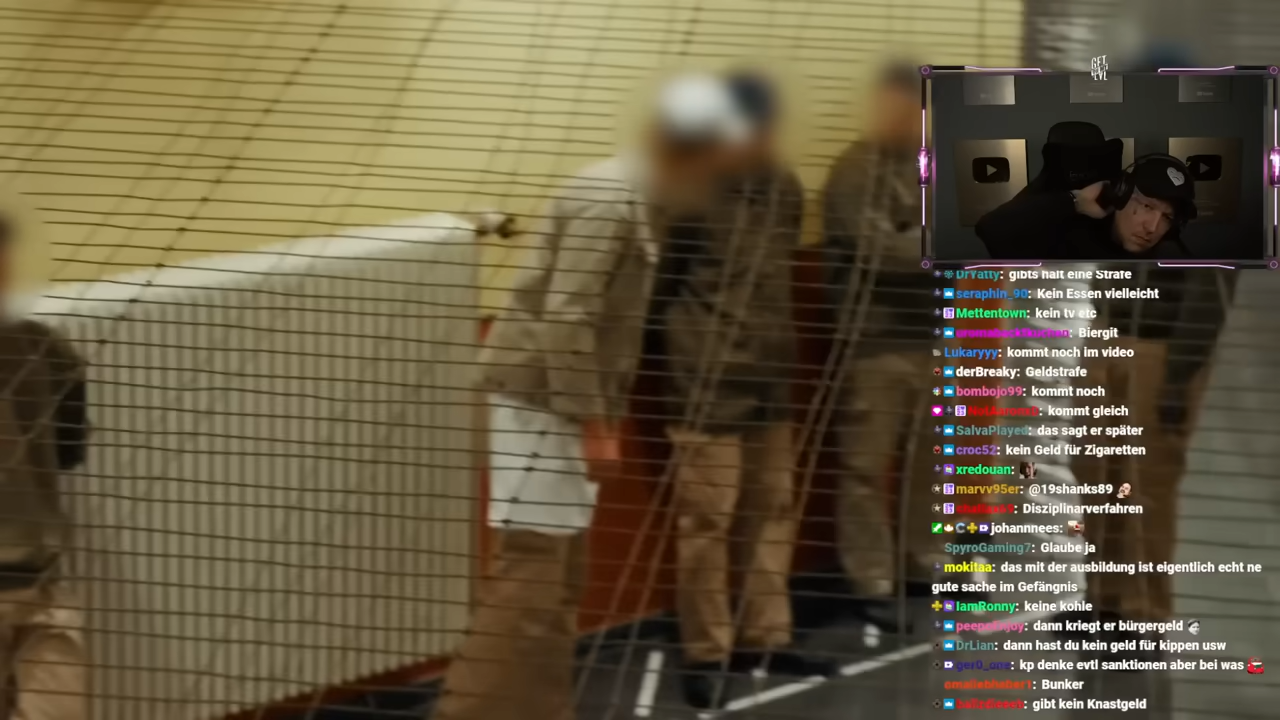 GET
EVL
DrYatty: gibts halt eine Strafe
seraphin_90: Kein Essen vielleicht
Mettentown: kein tv etc
: Biergit
Lukaryyy: kommt noch im video
derBreaky: Geldstrafe
bombojo99: kommt noch
: kommt gleich
SalvaPlayed: das sagt er später
croc52: kein Geld für Zigaretten
xredouan:
marvv95er: @19shanks89
: Disziplinarverfahren
johannnees:
SpyroGaming7: Glaube ja
mokitaa: das mit der ausbildung ist eigentlich echt ne
gute sache im Gefängnis
IamRonny: keine kohle
: dann kriegt er bürgergeld
DrLian: dann hast du kein geld für kippen usw
ger0_one: kp denke evtl sanktionen aber bei was
: Bunker
: gibt kein Knastgeld